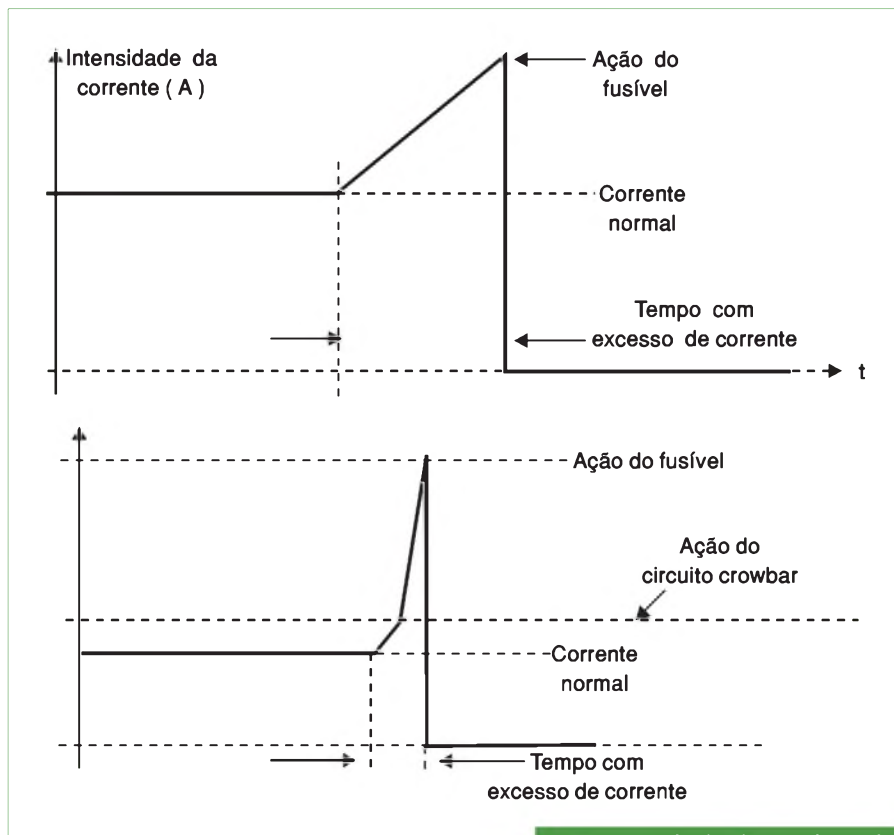 Intensidade da
corrente ( A )
Ação do
fusível
Corrente
normal
Tempo com
excesso de corrente
t
Ação do fusível
Ação do
circuito crowbar
Corrente
normal
Tempo com
excesso de corrente